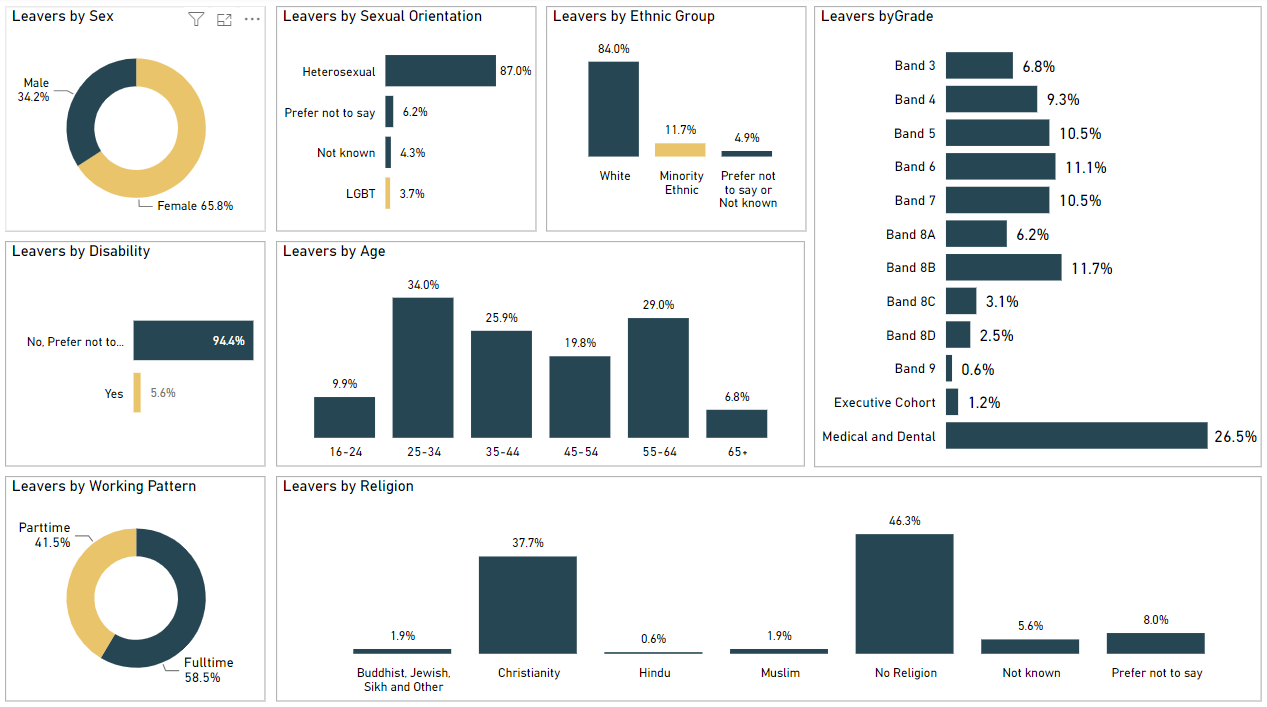 Leavers by Sex
Male
34.2%
Female 65.8%
Leavers by Sexual Orientation
Heterosexual
87.0%
Prefer not to say
6.2%
Not known
4.3%
LGBT
3.7%
Leavers by Ethnic Group
84.0%
11.7%
4.9%
White
Minority
Ethnic
Prefer not
to say or
Not known
Leavers byGrade
Band 3
6.8%
Band 4
9.3%
Band 5
10.5%
Band 6
11.1%
Band 7
10.5%
Band 8A
6.2%
Band 8B
11.7%
Band 8C
3.1%
Band 8D
2.5%
Band 9
0.6%
Executive Cohort
1.2%
Medical and Dental
26.5%
Leavers by Disability
No, Prefer not to...
94.4%
Yes
5.6%
Leavers by Age
9.9%
34.0%
25.9%
19.8%
29.0%
6.8%
16-24
25-34
35-44
45-54
55-64
65+
Leavers by Working Pattern
Parttime
41.5%
Fulltime
58.5%
Leavers by Religion
1.9%
37.7%
0.6%
1.9%
46.3%
5.6%
8.0%
Buddhist, Jewish,
Sikh and Other
Christianity
Hindu
Muslim
No Religion
Not known
Prefer not to say